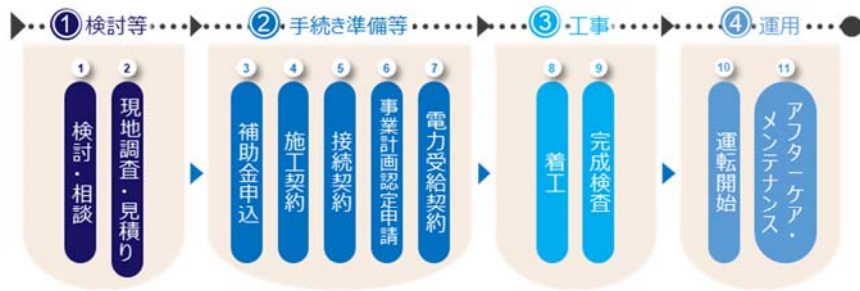 ① 検討等
② 手続き準備等
③ 工事
④ 運用
1
検討・相談
2
現地調査・見積り
3
補助金申込
4
施工契約
5
接続契約
6
事業計画認定申請
7
電力受給契約
8
着工
9
完成検査
10
運転開始
11
アフターケア・
メンテナンス